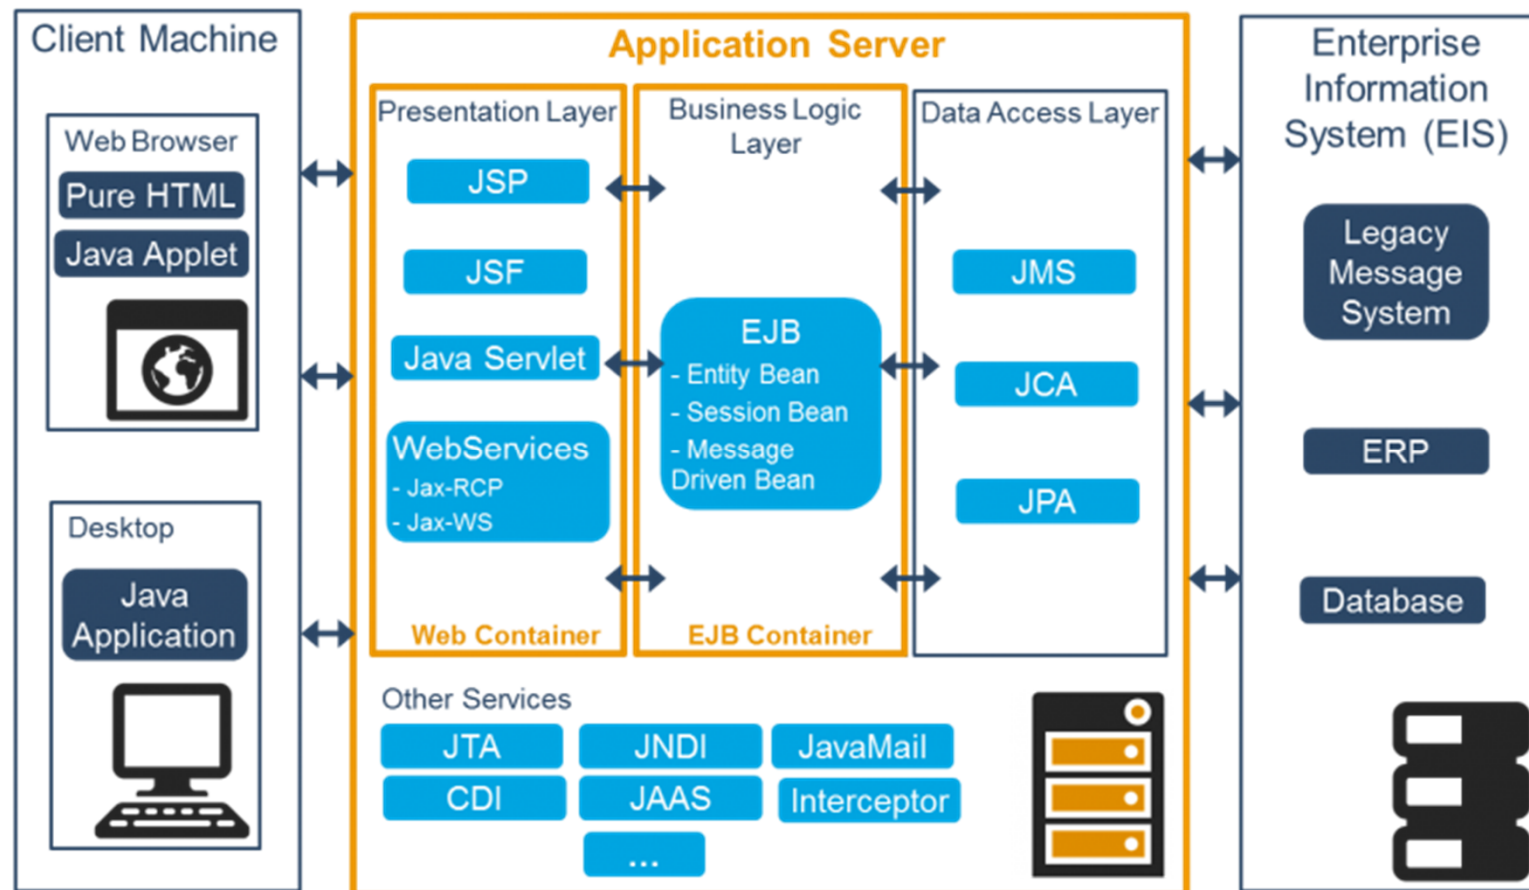 Client Machine
Web Browser
Pure HTML
Java Applet
Desktop
Java
Application
Application Server
Presentation Layer
JSP
JSF
Java Servlet
WebServices
- Jax-RCP
- Jax-WS
Web Container
Business Logic
Layer
EJB
- Entity Bean
- Session Bean
- Message
Driven Bean
EJB Container
Data Access Layer
JMS
JCA
JPA
Other Services
JTA
JNDI
JavaMail
CDI
JAAS
Interceptor
...
Enterprise
Information
System (EIS)
Legacy
Message
System
ERP
Database